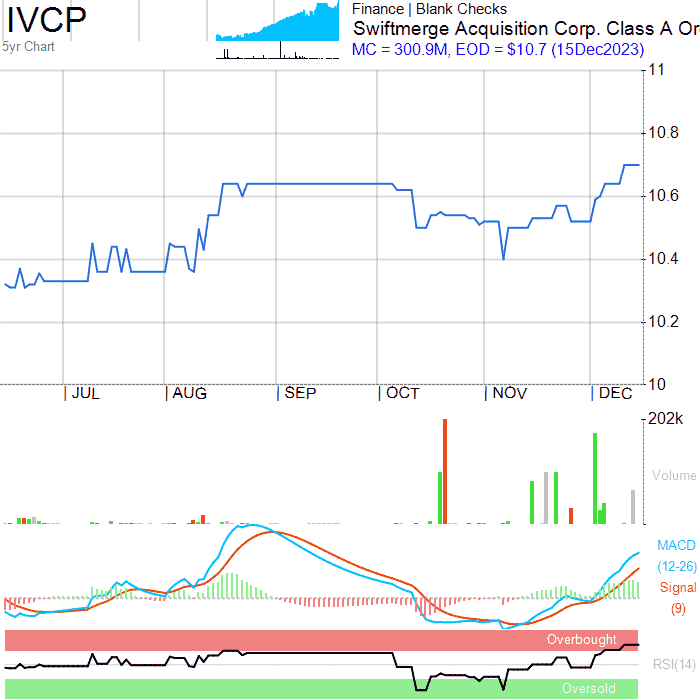 IVCP
5yr Chart
Finance | Blank Checks
Swiftmerge Acquisition Corp. Class A Or
MC = 300.9M, EOD = $10.7 (15Dec2023)
11
10.8
10.6
10.4
10.2
10
JUL AUG SEP OCT NOV DEC
202k
Volume
MACD
(12-26)
Signal
(9)
Overbought
RSI(14)
Oversold